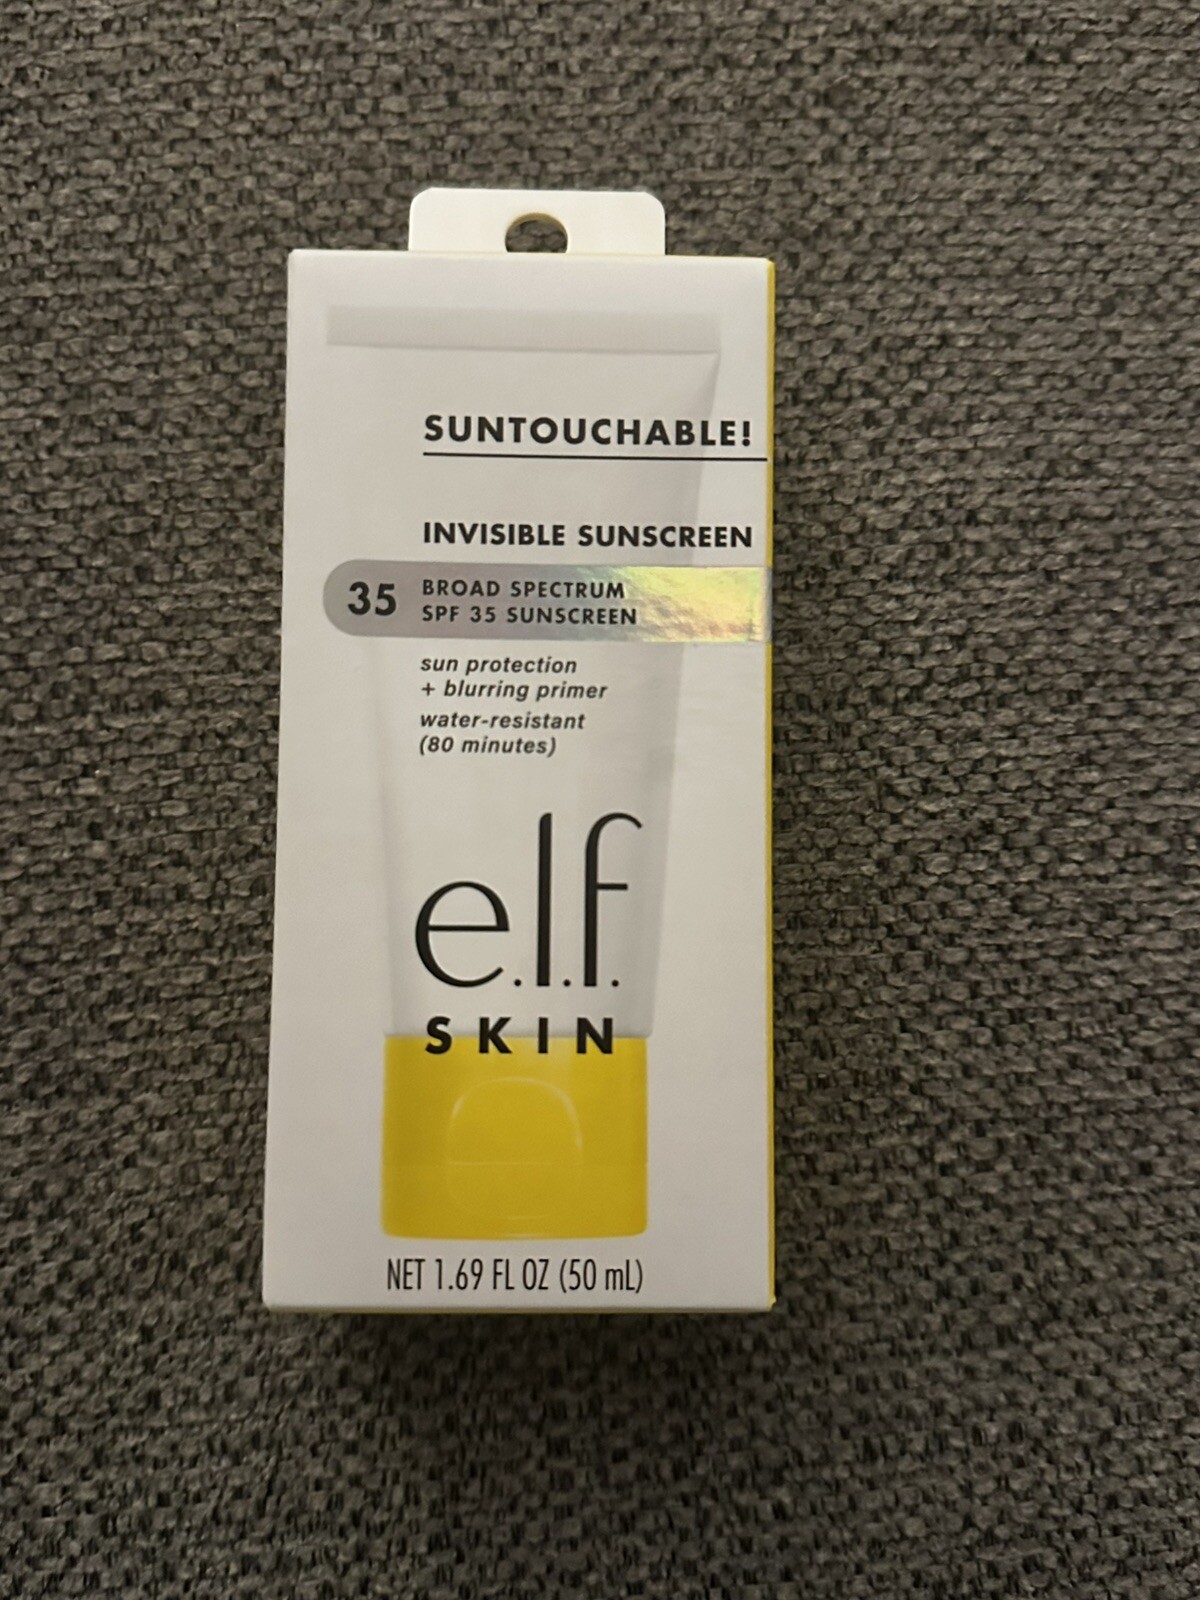 SUNTOUCHABLE!
INVISIBLE SUNSCREEN
35
BROAD SPECTRUM
SPF 35 SUNSCREEN
sun protection
+ blurring primer
water-resistant
(80 minutes)
e.l.f.
SKIN
NET 1.69 FL OZ (50 mL)